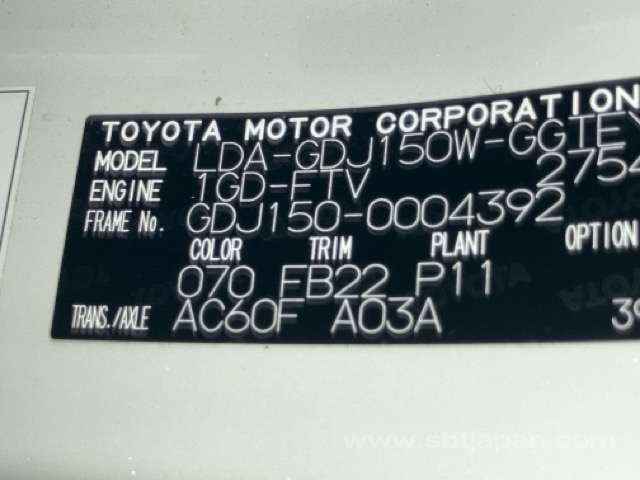 TOYOTA MOTOR CORPORATION
MODEL LDA-GDJ150W-GGTEY
ENGINE 1GD-FTV 2754
FRAME No. GDJ150-0004392
COLOR TRIM PLANT OPTION
070 FB22 P11
TRANS./AXLE AC60F A03A 39
www.sbtjapan.com